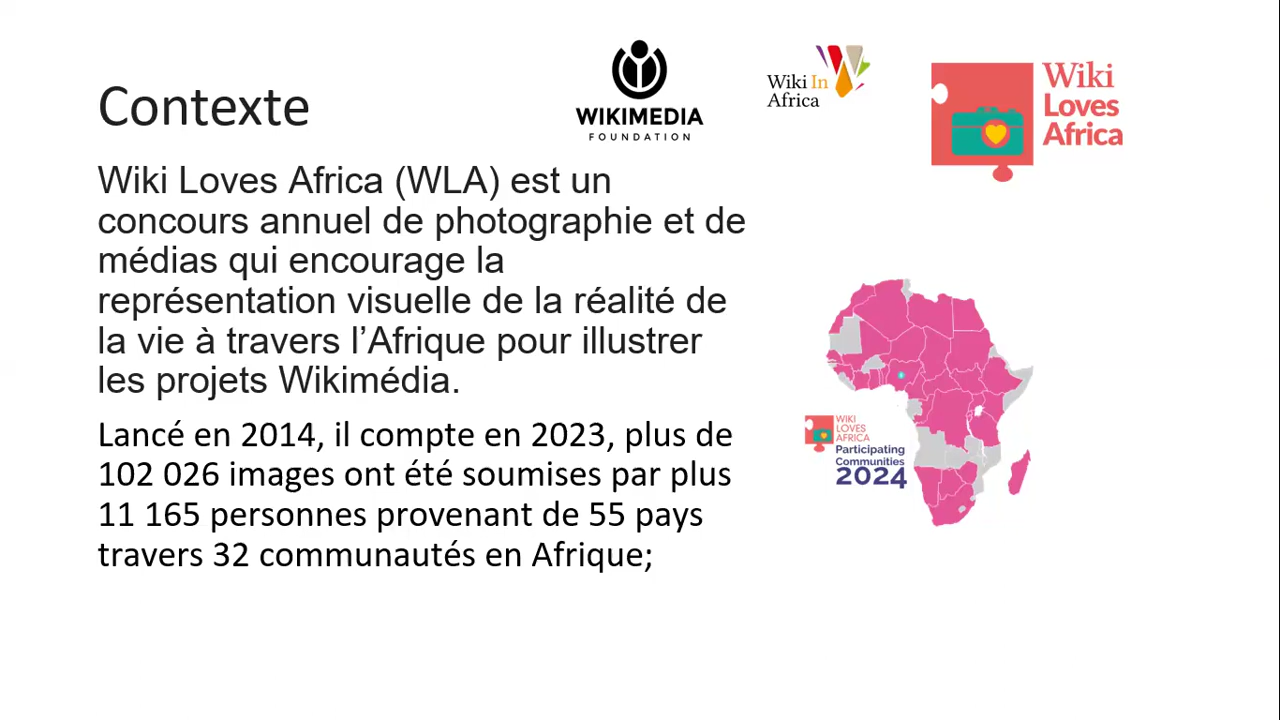 Contexte
WIKIMEDIA
FOUNDATION
Wiki In
Africa
Wiki
Loves
Africa
Wiki Loves Africa (WLA) est un
concours annuel de photographie et de
médias qui encourage la
représentation visuelle de la réalité de
la vie à travers l’Afrique pour illustrer
les projets Wikimédia.
Lancé en 2014, il compte en 2023, plus de
102 026 images ont été soumises par plus
11 165 personnes provenant de 55 pays
travers 32 communautés en Afrique;
WIKI
LOVES
AFRICA
Participating
Communities
2024